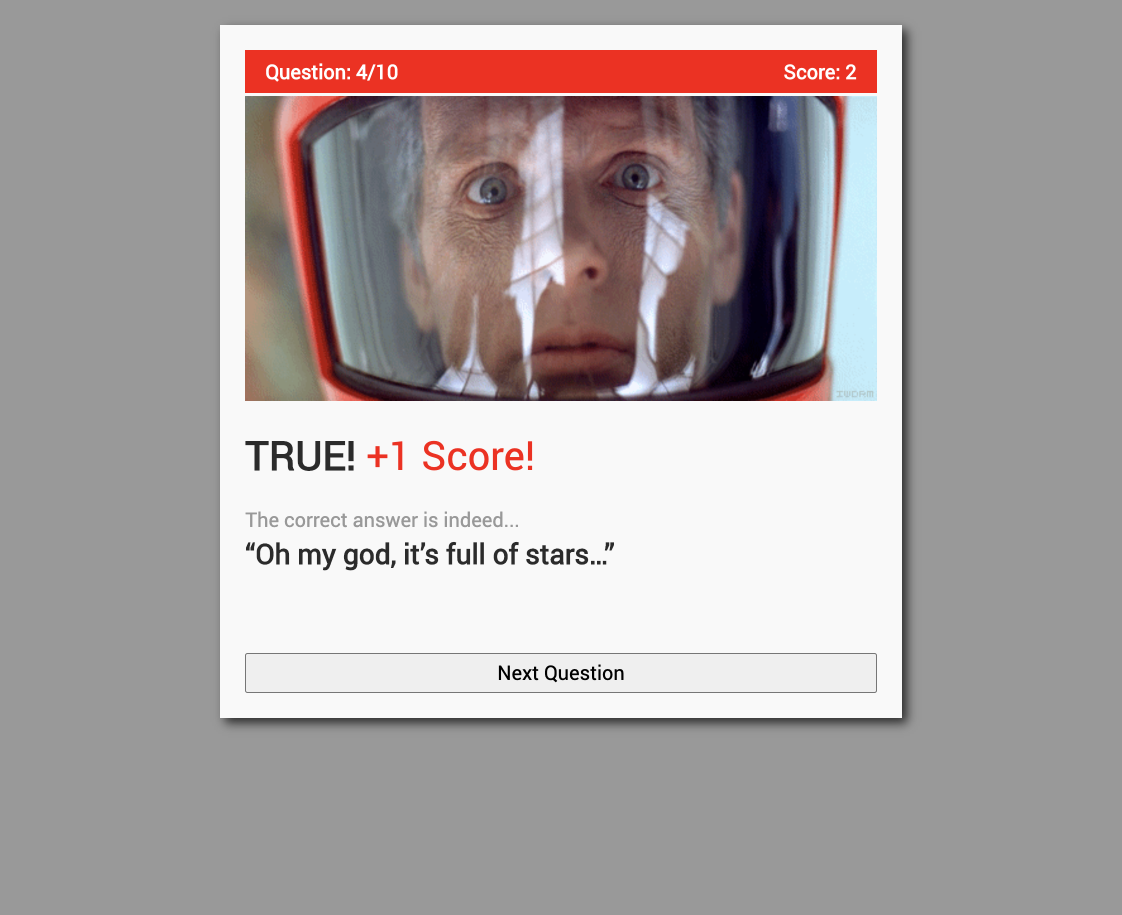 Question: 4/10
Score: 2
IWDRM
TRUE! +1 Score!
The correct answer is indeed...
“Oh my god, it’s full of stars...”
Next Question